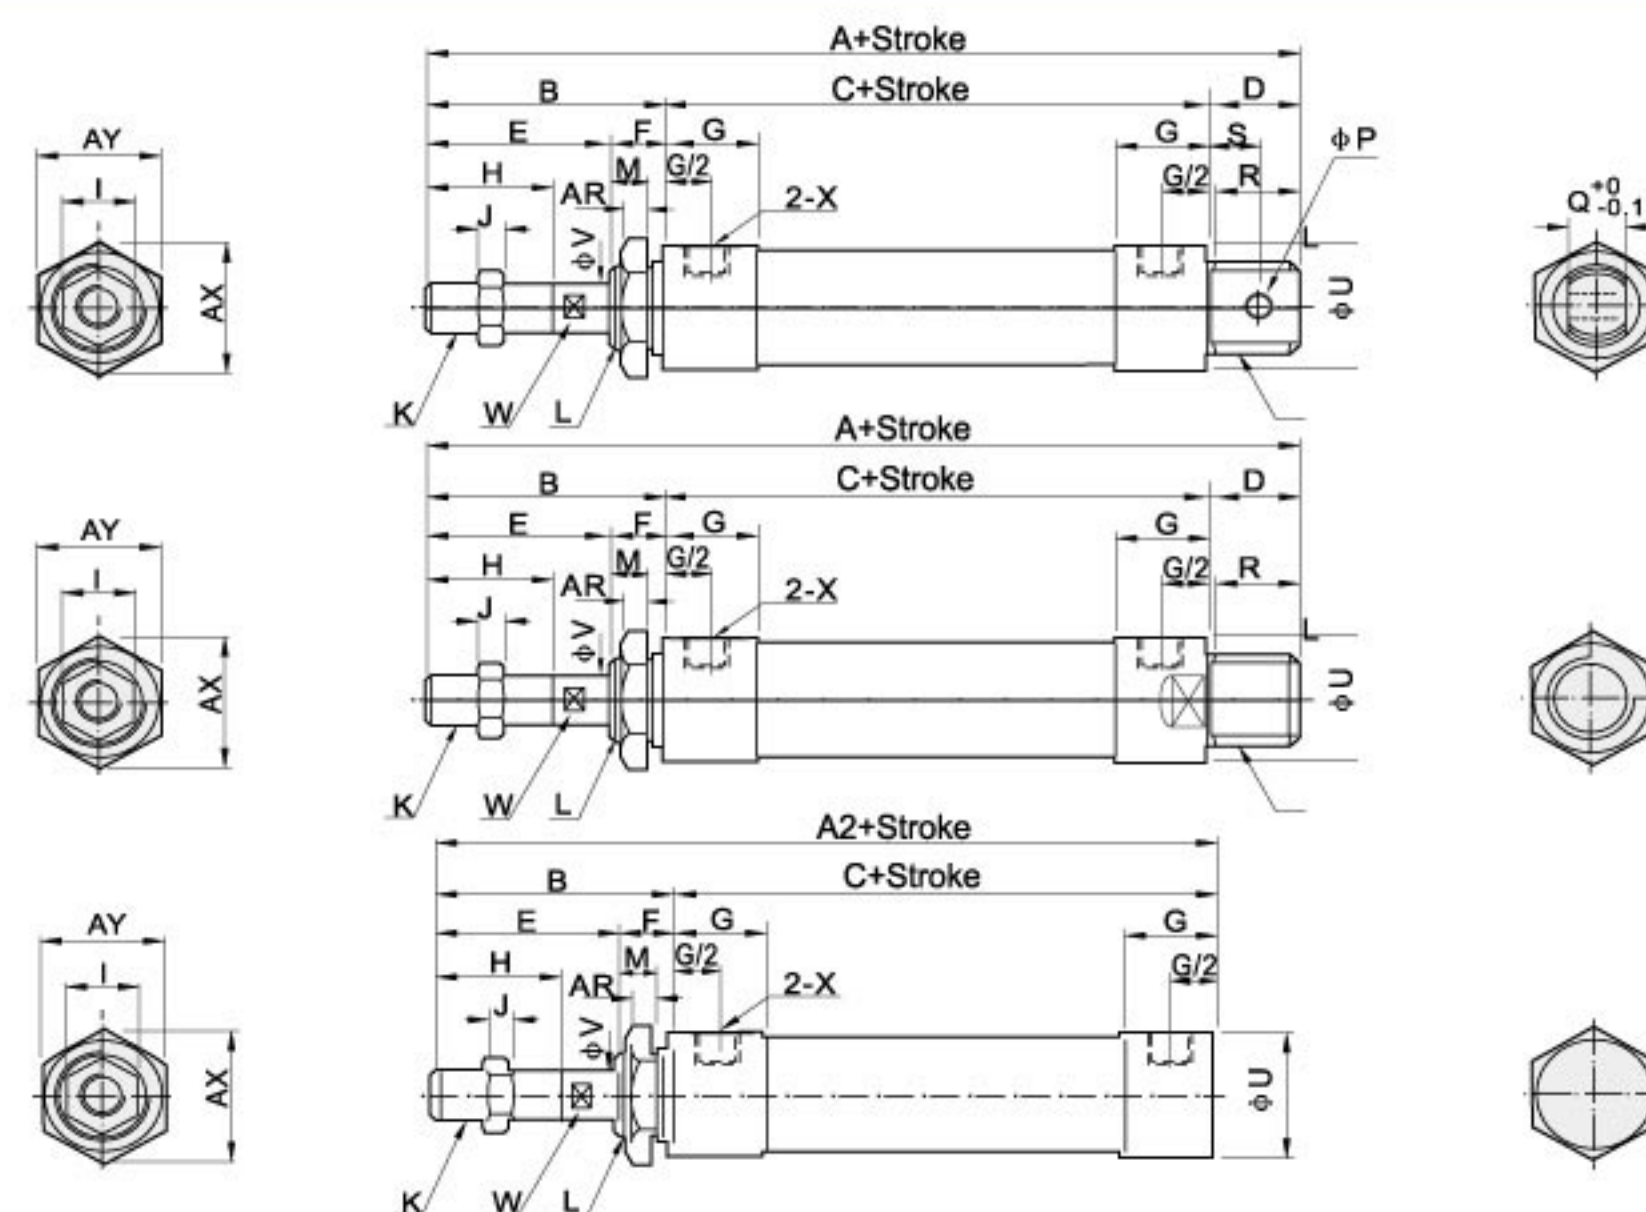 A+Stroke
B C+Stroke D
AY E F G G S φP
I H M G/2 G/2 R Q +0 -0.1
J AR 2-X
φV L
AX φU
K W L
A+Stroke
B C+Stroke D
AY E F G G
I H M G/2 G/2 R
J AR 2-X
φV L
AX φU
K W L
A2+Stroke
B C+Stroke
AY E F G G
I H M G/2 G/2
J AR 2-X
φV
AX φU
K W L